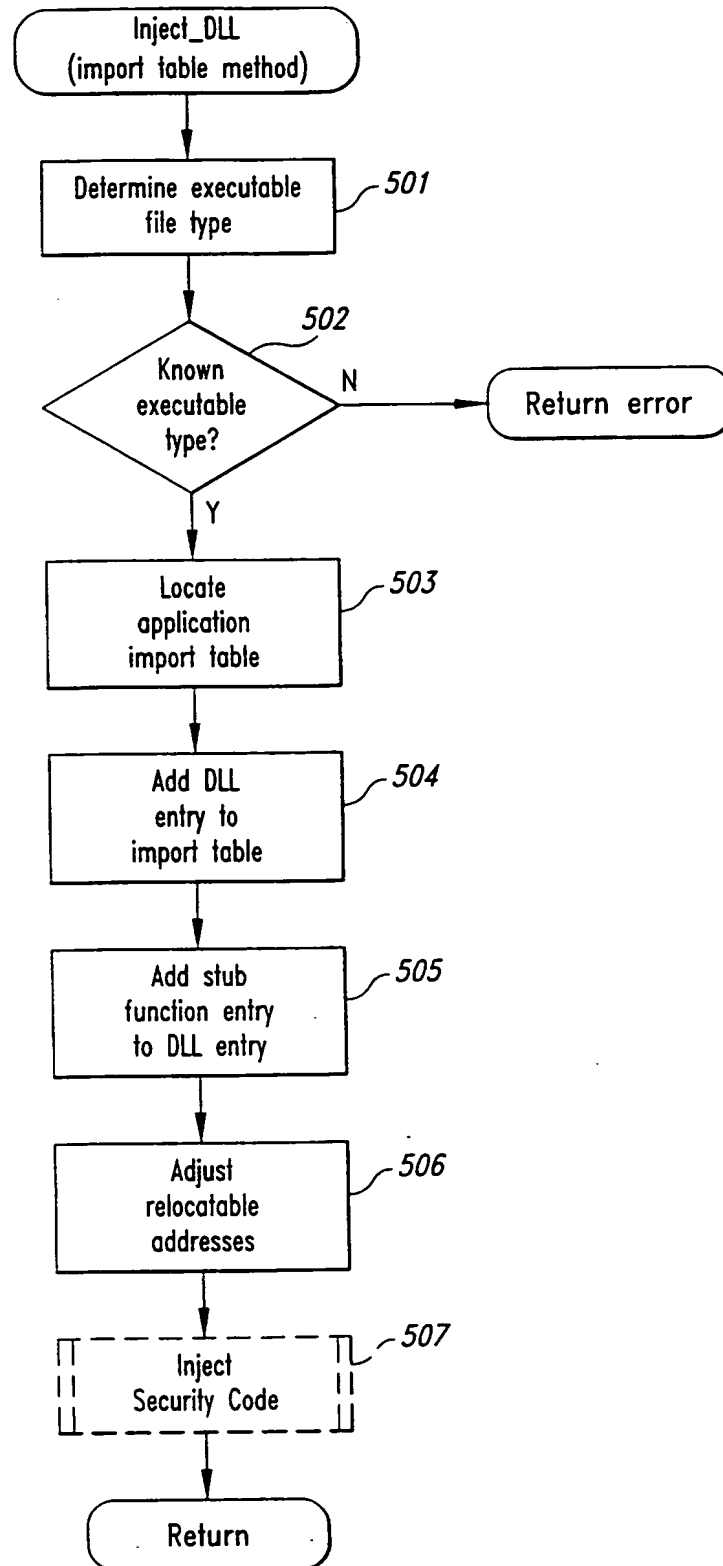 Inject_DLL
(import table method)
Determine executable
file type
501
502
Known
executable
type?
N
Return error
Y
Locate
application
import table
503
Add DLL
entry to
import table
504
Add stub
function entry
to DLL entry
505
Adjust
relocatable
addresses
506
Inject
Security Code
507
Return